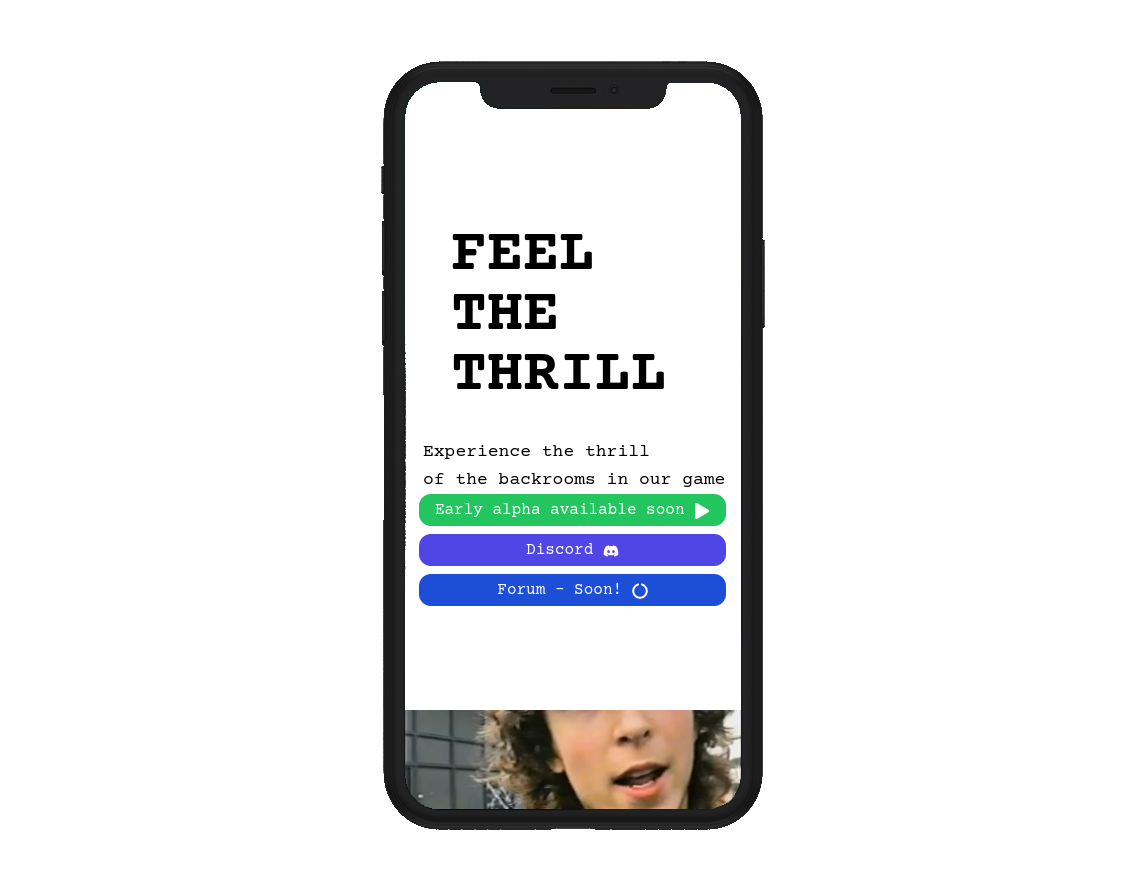 FEEL
THE
THRILL
Experience the thrill
of the backrooms in our game
Early alpha available soon
Discord
Forum - Soon!